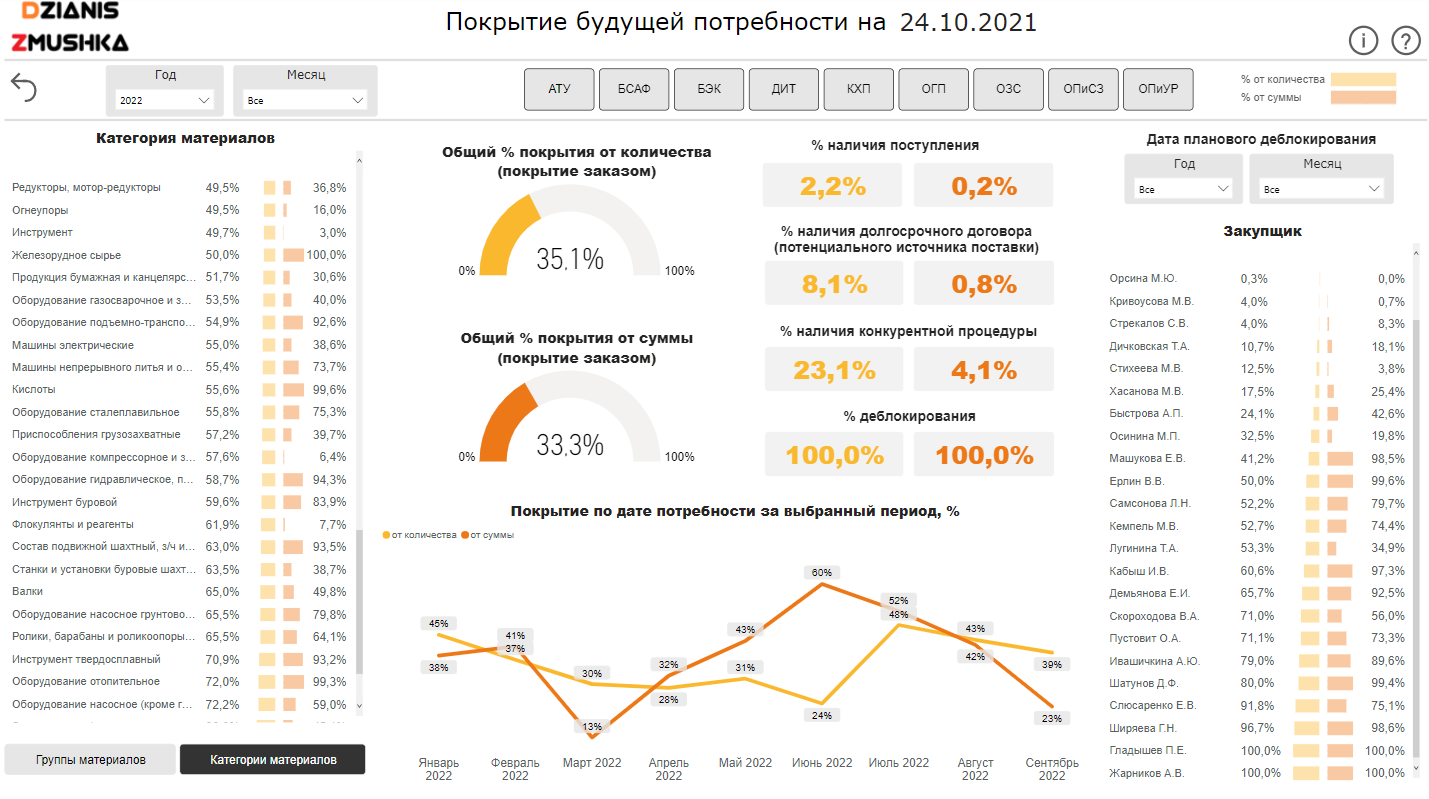 DZIANIS
ZMUSHKA
Покрытие будущей потребности на 24.10.2021
Год
2022
Месяц
Все
АТУ
БСАФ
БЭК
ДИТ
КХП
ОГП
ОЗС
ОПиСЗ
ОПиУР
% от количества
% от суммы
Категория материалов
Редукторы, мотор-редукторы 49,5% 36,8%
Огнеупоры 49,5% 16,0%
Инструмент 49,7% 3,0%
Железорудное сырье 50,0% 100,0%
Продукция бумажная и канцелярс... 51,7% 30,6%
Оборудование газосварочное и з... 53,5% 40,0%
Оборудование подъемно-транспо... 54,9% 92,6%
Машины электрические 55,0% 38,6%
Машины непрерывного литья и о... 55,4% 73,7%
Кислоты 55,6% 99,6%
Оборудование сталеплавильное 55,8% 75,3%
Приспособления грузозахватные 57,2% 39,7%
Оборудование компрессорное и з... 57,6% 6,4%
Оборудование гидравлическое, п... 58,7% 94,3%
Инструмент буровой 59,6% 83,9%
Флокулянты и реагенты 61,9% 7,7%
Состав подвижной шахтный, з/ч и... 63,0% 93,5%
Станки и установки буровые шахт... 63,5% 38,7%
Валки 65,0% 49,8%
Оборудование насосное грунтово... 65,5% 79,8%
Ролики, барабаны и роликоопоры... 65,5% 64,1%
Инструмент твердосплавный 70,9% 93,2%
Оборудование отопительное 72,0% 99,3%
Оборудование насосное (кроме г... 72,2% 59,0%
Группы материалов
Категории материалов
Общий % покрытия от количества
(покрытие заказом)
35,1%
0% 100%
Общий % покрытия от суммы
(покрытие заказом)
33,3%
0% 100%
% наличия поступления
2,2% 0,2%
% наличия долгосрочного договора
(потенциального источника поставки)
8,1% 0,8%
% наличия конкурентной процедуры
23,1% 4,1%
% деблокирования
100,0% 100,0%
Покрытие по дате потребности за выбранный период, %
от количества от суммы
60%
52%
48%
45%
41%
37%
43%
43%
42%
38%
30%
32%
31%
39%
28%
24%
23%
13%
Январь
2022
Февраль
2022
Март 2022
Апрель
2022
Май 2022
Июнь 2022
Июль 2022
Август
2022
Сентябрь
2022
Дата планового деблокирования
Год
Все
Месяц
Все
Закупщик
Орсина М.Ю. 0,3% 0,0%
Кривоусова М.В. 4,0% 0,7%
Стрекалов С.В. 4,0% 8,3%
Дичковская Т.А. 10,7% 18,1%
Стихеева М.В. 12,5% 3,8%
Хасанова М.В. 17,5% 25,4%
Быстрова А.П. 24,1% 42,6%
Осинина М.П. 32,5% 19,8%
Машукова Е.В. 41,2% 98,5%
Ерлин В.В. 50,0% 99,6%
Самсонова Л.Н. 52,2% 79,7%
Кемпель М.В. 52,7% 74,4%
Лугинина Т.А. 53,3% 34,9%
Кабыш И.В. 60,6% 97,3%
Демьянова Е.И. 65,7% 92,5%
Скороходова В.А. 71,0% 56,0%
Пустовит О.А. 71,1% 73,3%
Ивашичкина А.Ю. 79,0% 89,6%
Шатунов Д.Ф. 80,0% 99,4%
Слюсаренко Е.В. 91,8% 75,1%
Ширяева Г.Н. 96,7% 98,6%
Гладышев П.Е. 100,0% 100,0%
Жарников А.В. 100,0% 100,0%